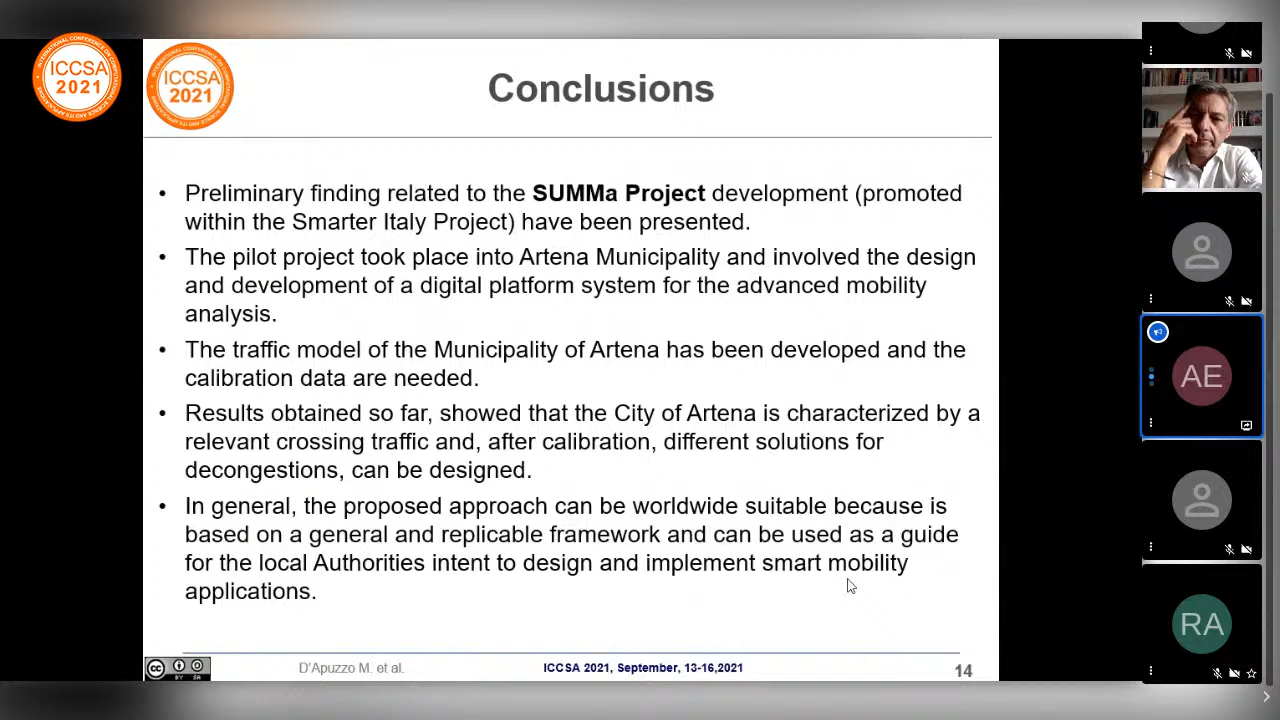 ICCSA
2021
ICCSA
2021
Conclusions
• Preliminary finding related to the SUMMa Project development (promoted
within the Smarter Italy Project) have been presented.
• The pilot project took place into Artena Municipality and involved the design
and development of a digital platform system for the advanced mobility
analysis.
• The traffic model of the Municipality of Artena has been developed and the
calibration data are needed.
• Results obtained so far, showed that the City of Artena is characterized by a
relevant crossing traffic and, after calibration, different solutions for
decongestions, can be designed.
• In general, the proposed approach can be worldwide suitable because is
based on a general and replicable framework and can be used as a guide
for the local Authorities intent to design and implement smart mobility
applications.
cc
BY SA
D'Apuzzo M. et al.
ICCSA 2021, September, 13-16,2021
14
AE
RA